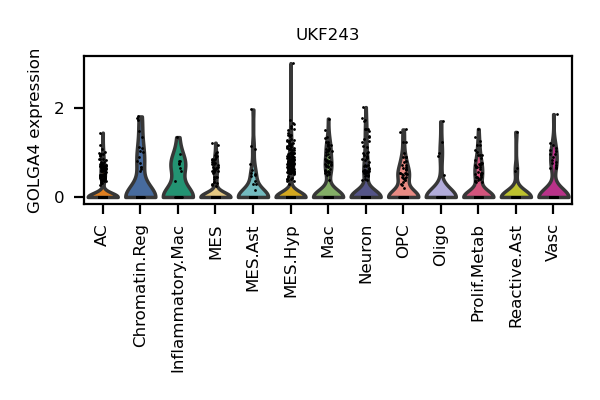 UKF243
GOLGA4 expression
2
0
AC
Chromatin.Reg
Inflammatory.Mac
MES
MES.Ast
MES.Hyp
Mac
Neuron
OPC
Oligo
Prolif.Metab
Reactive.Ast
Vasc